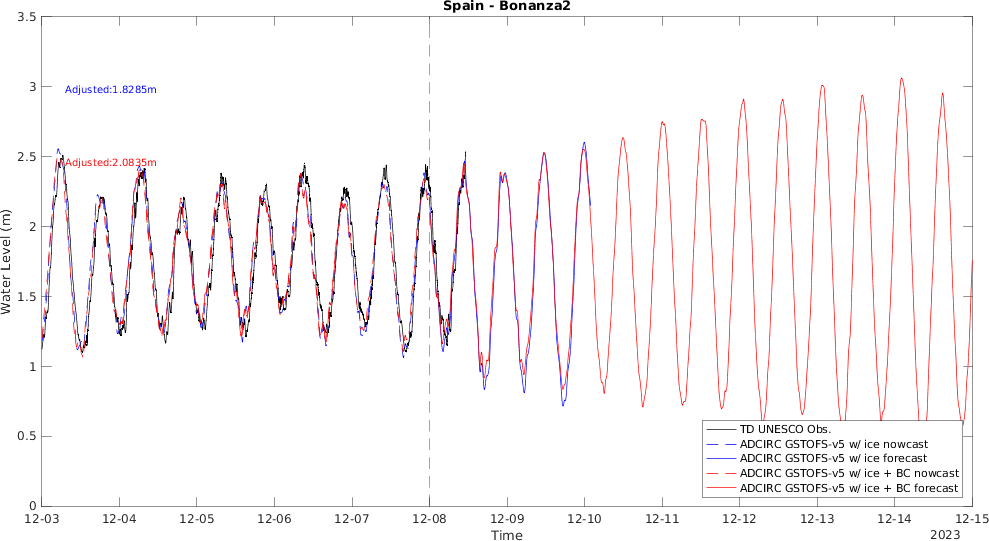 Spain - Bonanza2
3.5
3
2.5
2
1.5
1
0.5
0
Water Level (m)
Adjusted:1.8285m
Adjusted:2.0835m
TD UNESCO Obs.
ADCIRC GSTOFS-v5 w/ ice nowcast
ADCIRC GSTOFS-v5 w/ ice forecast
ADCIRC GSTOFS-v5 w/ ice + BC nowcast
ADCIRC GSTOFS-v5 w/ ice + BC forecast
12-03 12-04 12-05 12-06 12-07 12-08 12-09 12-10 12-11 12-12 12-13 12-14 12-15
Time
2023